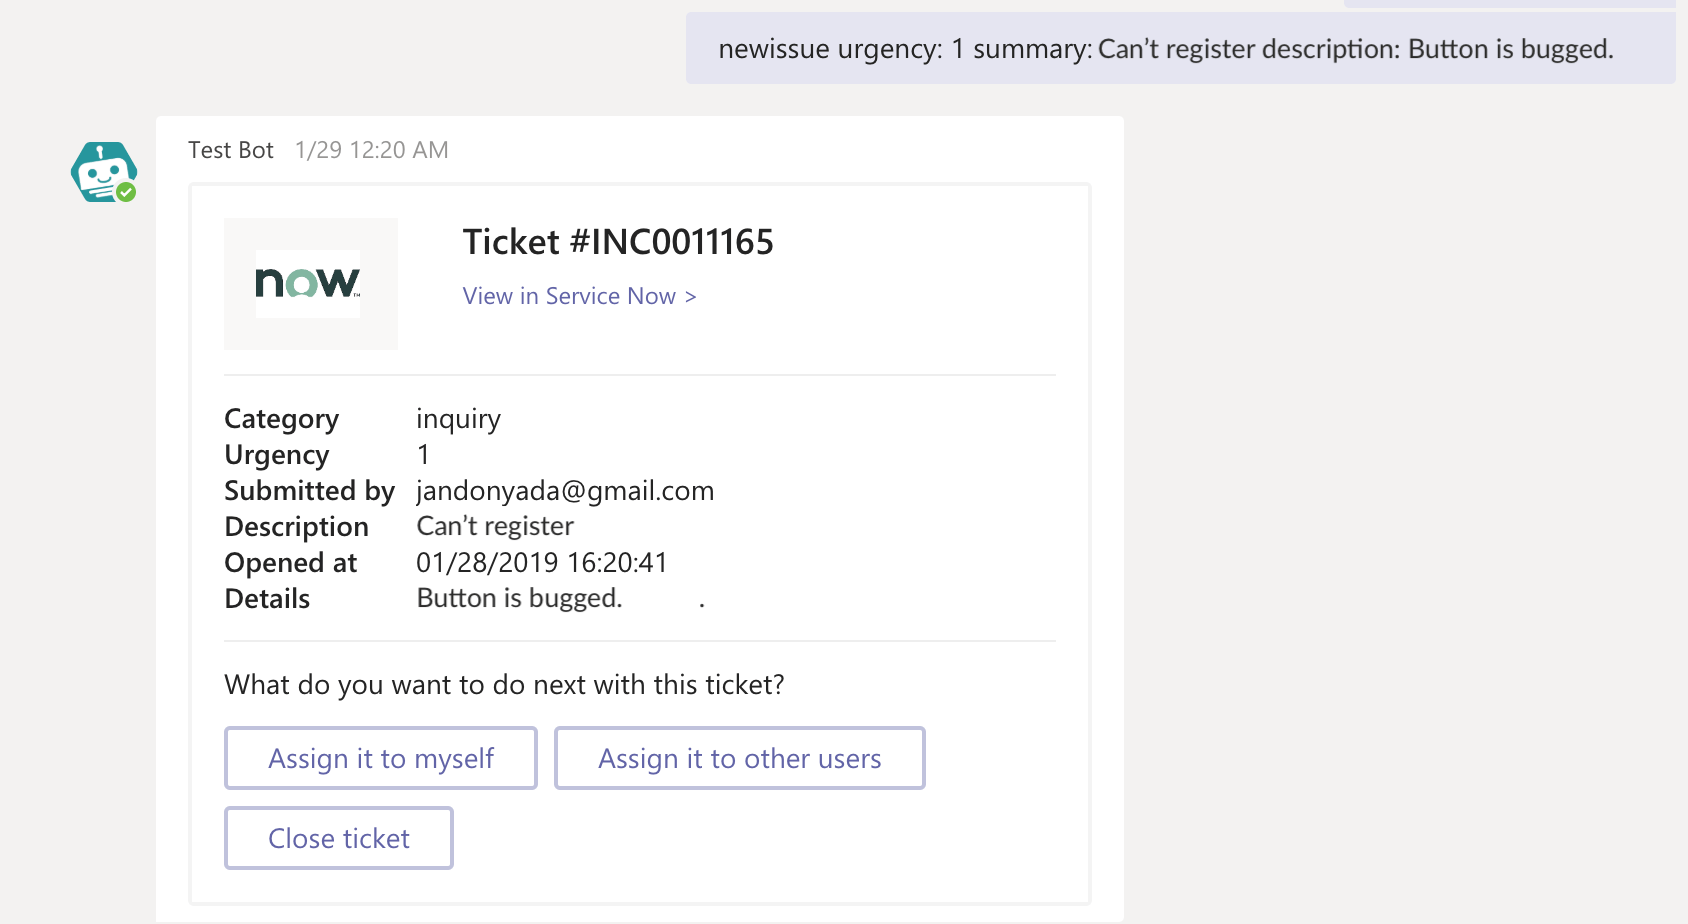 newissue urgency: 1 summary: Can’t register description: Button is bugged.
Test Bot 1/29 12:20 AM
now™
Ticket #INC0011165
View in Service Now >
Category inquiry
Urgency 1
Submitted by jandonyada@gmail.com
Description Can’t register
Opened at 01/28/2019 16:20:41
Details Button is bugged. .
What do you want to do next with this ticket?
Assign it to myself Assign it to other users
Close ticket